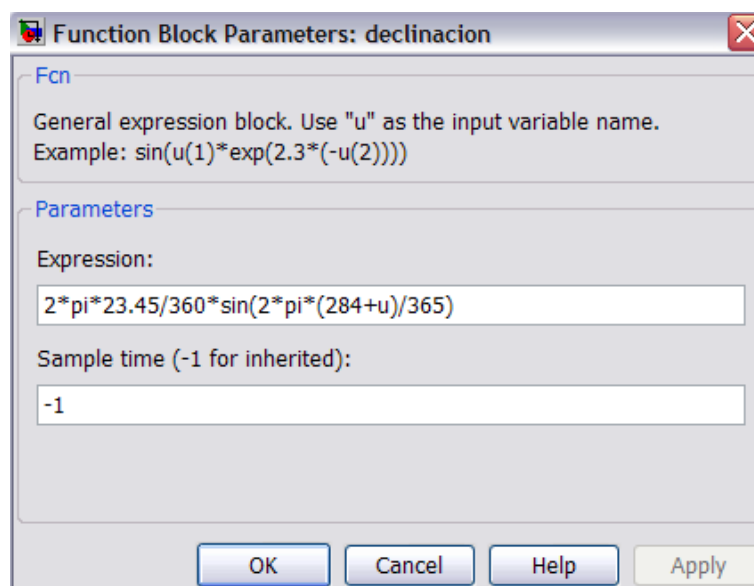 Function Block Parameters: declinacion
Fcn
General expression block. Use "u" as the input variable name.
Example: sin(u(1)*exp(2.3*(-u(2))))
Parameters
Expression:
2*pi*23.45/360*sin(2*pi*(284+u)/365)
Sample time (-1 for inherited):
-1
OK Cancel Help Apply